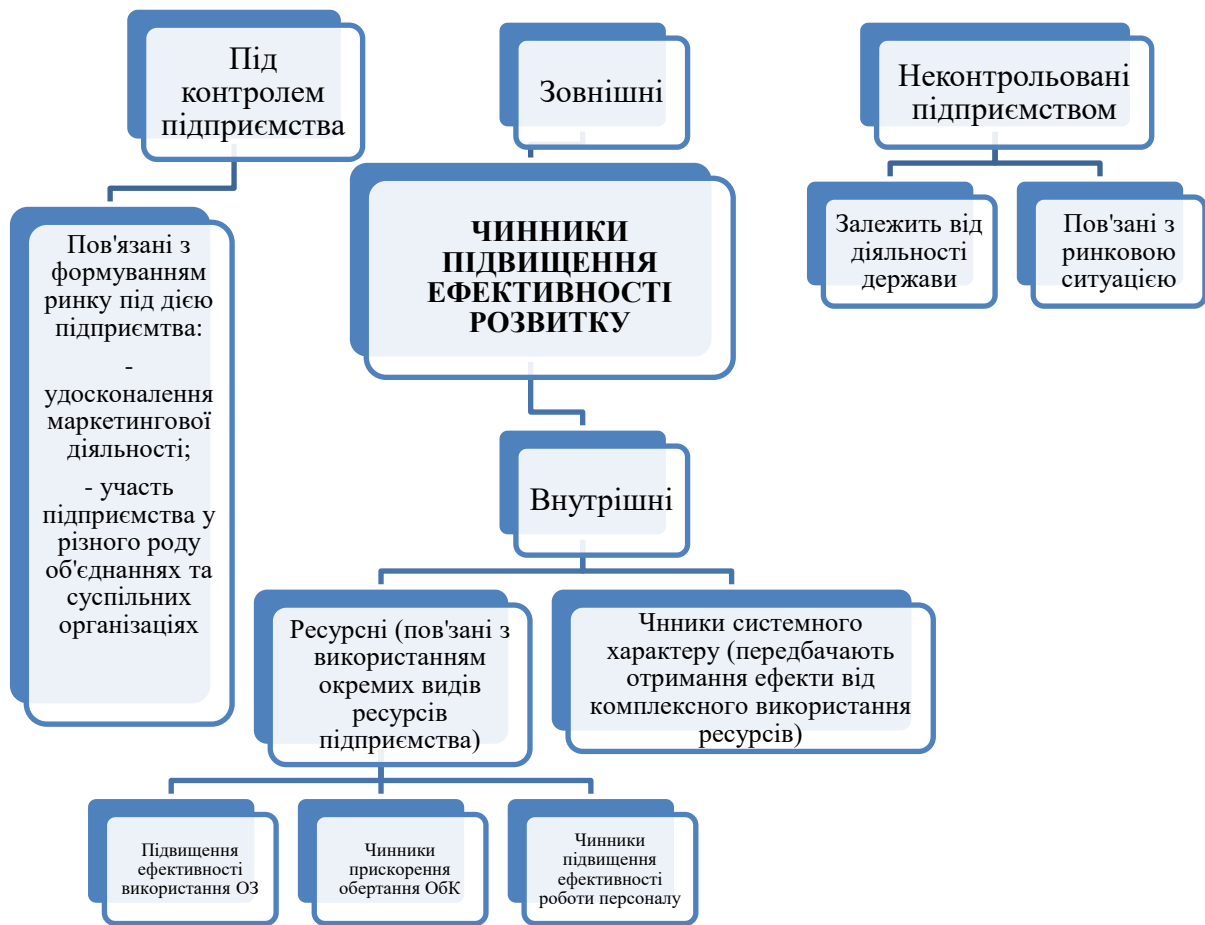 Під
контролем
підприємства
Зовнішні
Неконтрольовані
підприємством
Пов'язані з
формуванням
ринку під дією
підприємтва:
-
удосконалення
маркетингової
діяльності;
- участь
підприємства у
різного роду
об'єднаннях та
суспільних
організаціях
ЧИННИКИ
ПІДВИЩЕННЯ
ЕФЕКТИВНОСТІ
РОЗВИТКУ
Залежить від
діяльності
держави
Пов'зані з
ринковою
ситуацією
Внутрішні
Ресурсні (пов'зані з
використанням
окремих видів
ресурсів
підприємства)
Чнники системного
характеру (передбачають
отримання ефекти від
комплексного використання
ресурсів)
Підвищення
ефективності
використання ОЗ
Чинники
прискорення
обертання ОбК
Чинники
підвищення
ефективності
роботи персоналу